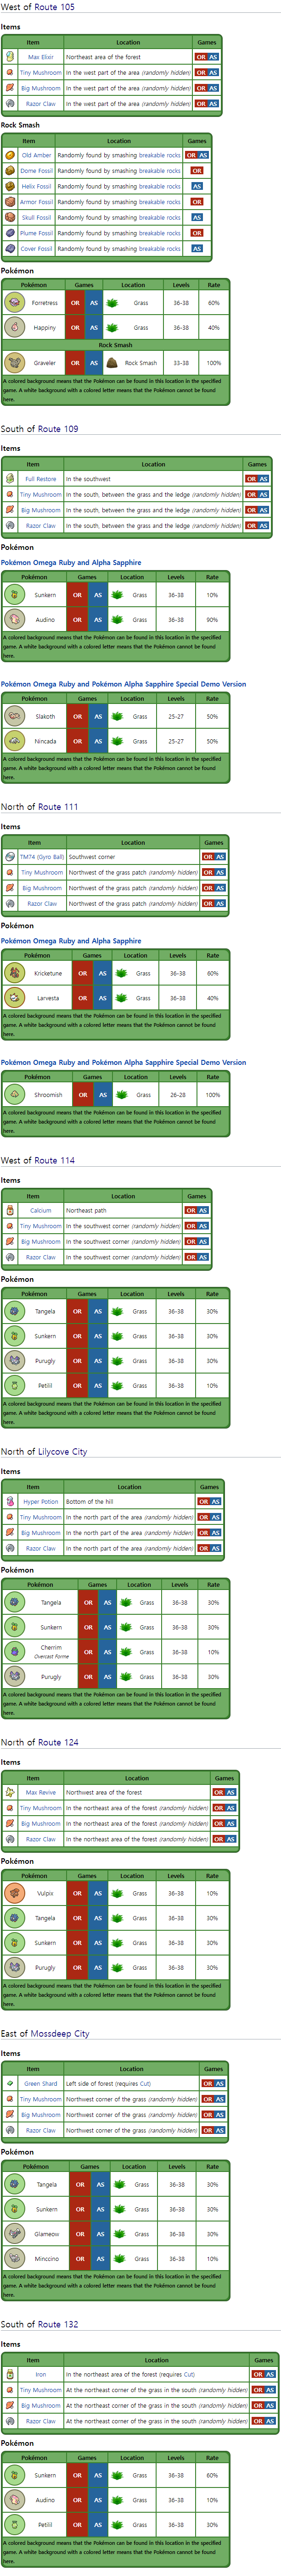 West of Route 105
Items
Item Location Games
Max Elixir Northeast area of the forest OR AS
Tiny Mushroom In the west part of the area (randomly hidden) OR AS
Big Mushroom In the west part of the area (randomly hidden) OR AS
Razor Claw In the west part of the area (randomly hidden) OR AS
Rock Smash
Item Location Games
Old Amber Randomly found by smashing breakable rocks OR AS
Dome Fossil Randomly found by smashing breakable rocks OR
Helix Fossil Randomly found by smashing breakable rocks AS
Armor Fossil Randomly found by smashing breakable rocks OR
Skull Fossil Randomly found by smashing breakable rocks AS
Plume Fossil Randomly found by smashing breakable rocks OR
Cover Fossil Randomly found by smashing breakable rocks AS
Pokémon
Pokémon Games Location Levels Rate
Forretress OR AS Grass 36-38 60%
Happiny OR AS Grass 36-38 40%
Rock Smash
Graveler OR AS Rock Smash 33-38 100%
A colored background means that the Pokémon can be found in this location in the specified
game. A white background with a colored letter means that the Pokémon cannot be found
here.
South of Route 109
Items
Item Location Games
Full Restore In the southwest OR AS
Tiny Mushroom In the south, between the grass and the ledge (randomly hidden) OR AS
Big Mushroom In the south, between the grass and the ledge (randomly hidden) OR AS
Razor Claw In the south, between the grass and the ledge (randomly hidden) OR AS
Pokémon
Pokémon Omega Ruby and Alpha Sapphire
Pokémon Games Location Levels Rate
Sunkern OR AS Grass 36-38 10%
Audino OR AS Grass 36-38 90%
A colored background means that the Pokémon can be found in this location in the specified
game. A white background with a colored letter means that the Pokémon cannot be found
here.
Pokémon Omega Ruby and Pokémon Alpha Sapphire Special Demo Version
Pokémon Games Location Levels Rate
Slakoth OR AS Grass 25-27 50%
Nincada OR AS Grass 25-27 50%
A colored background means that the Pokémon can be found in this location in the specified
game. A white background with a colored letter means that the Pokémon cannot be found
here.
North of Route 111
Items
Item Location Games
TM74 (Gyro Ball) Southwest corner OR AS
Tiny Mushroom Northwest of the grass patch (randomly hidden) OR AS
Big Mushroom Northwest of the grass patch (randomly hidden) OR AS
Razor Claw Northwest of the grass patch (randomly hidden) OR AS
Pokémon
Pokémon Omega Ruby and Alpha Sapphire
Pokémon Games Location Levels Rate
Kricketune OR AS Grass 36-38 60%
Larvesta OR AS Grass 36-38 40%
A colored background means that the Pokémon can be found in this location in the specified
game. A white background with a colored letter means that the Pokémon cannot be found
here.
Pokémon Omega Ruby and Pokémon Alpha Sapphire Special Demo Version
Pokémon Games Location Levels Rate
Shroomish OR AS Grass 26-28 100%
A colored background means that the Pokémon can be found in this location in the specified
game. A white background with a colored letter means that the Pokémon cannot be found
here.
West of Route 114
Items
Item Location Games
Calcium Northeast path OR AS
Tiny Mushroom In the southwest corner (randomly hidden) OR AS
Big Mushroom In the southwest corner (randomly hidden) OR AS
Razor Claw In the southwest corner (randomly hidden) OR AS
Pokémon
Pokémon Games Location Levels Rate
Tangela OR AS Grass 36-38 30%
Sunkern OR AS Grass 36-38 30%
Purugly OR AS Grass 36-38 30%
Petilil OR AS Grass 36-38 10%
A colored background means that the Pokémon can be found in this location in the specified
game. A white background with a colored letter means that the Pokémon cannot be found
here.
North of Lilycove City
Items
Item Location Games
Hyper Potion Bottom of the hill OR AS
Tiny Mushroom In the north part of the area (randomly hidden) OR AS
Big Mushroom In the north part of the area (randomly hidden) OR AS
Razor Claw In the north part of the area (randomly hidden) OR AS
Pokémon
Pokémon Games Location Levels Rate
Tangela OR AS Grass 36-38 30%
Sunkern OR AS Grass 36-38 30%
Cherrim OR AS Grass 36-38 10%
Overcast Forme
Purugly OR AS Grass 36-38 30%
A colored background means that the Pokémon can be found in this location in the specified
game. A white background with a colored letter means that the Pokémon cannot be found
here.
North of Route 124
Items
Item Location Games
Max Revive Northwest area of the forest OR AS
Tiny Mushroom In the northeast area of the forest (randomly hidden) OR AS
Big Mushroom In the northeast area of the forest (randomly hidden) OR AS
Razor Claw In the northeast area of the forest (randomly hidden) OR AS
Pokémon
Pokémon Games Location Levels Rate
Vulpix OR AS Grass 36-38 10%
Tangela OR AS Grass 36-38 30%
Sunkern OR AS Grass 36-38 30%
Purugly OR AS Grass 36-38 30%
A colored background means that the Pokémon can be found in this location in the specified
game. A white background with a colored letter means that the Pokémon cannot be found
here.
East of Mossdeep City
Items
Item Location Games
Green Shard Left side of forest (requires Cut) OR AS
Tiny Mushroom Northwest corner of the grass (randomly hidden) OR AS
Big Mushroom Northwest corner of the grass (randomly hidden) OR AS
Razor Claw Northwest corner of the grass (randomly hidden) OR AS
Pokémon
Pokémon Games Location Levels Rate
Tangela OR AS Grass 36-38 30%
Sunkern OR AS Grass 36-38 30%
Glameow OR AS Grass 36-38 30%
Minccino OR AS Grass 36-38 10%
A colored background means that the Pokémon can be found in this location in the specified
game. A white background with a colored letter means that the Pokémon cannot be found
here.
South of Route 132
Items
Item Location Games
Iron In the northeast area of the forest (requires Cut) OR AS
Tiny Mushroom At the northeast corner of the grass in the south (randomly hidden) OR AS
Big Mushroom At the northeast corner of the grass in the south (randomly hidden) OR AS
Razor Claw At the northeast corner of the grass in the south (randomly hidden) OR AS
Pokémon
Pokémon Games Location Levels Rate
Sunkern OR AS Grass 36-38 60%
Audino OR AS Grass 36-38 10%
Petilil OR AS Grass 36-38 30%
A colored background means that the Pokémon can be found in this location in the specified
game. A white background with a colored letter means that the Pokémon cannot be found
here.